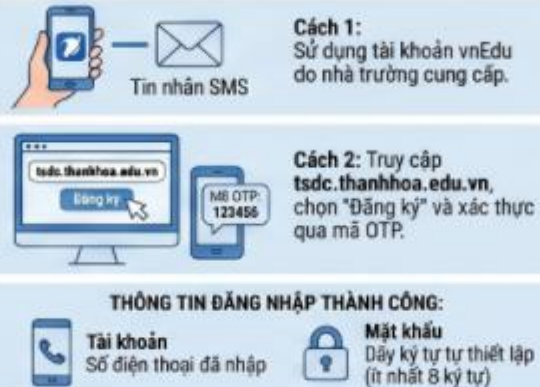 Cách 1:
Sử dụng tài khoản vnEdu
do nhà trường cung cấp.
Tin nhắn SMS
tsdc.thankhoa.edu.vn
Đăng ký
Mã OTP:
123456
Cách 2: Truy cập
tsdc.thanhhoa.edu.vn,
chọn "Đăng ký" và xác thực
qua mã OTP.
THÔNG TIN ĐĂNG NHẬP THÀNH CÔNG:
Tài khoản
Số điện thoại đã nhập
Mật khẩu
Dãy ký tự tự thiết lập
(ít nhất 8 ký tự)